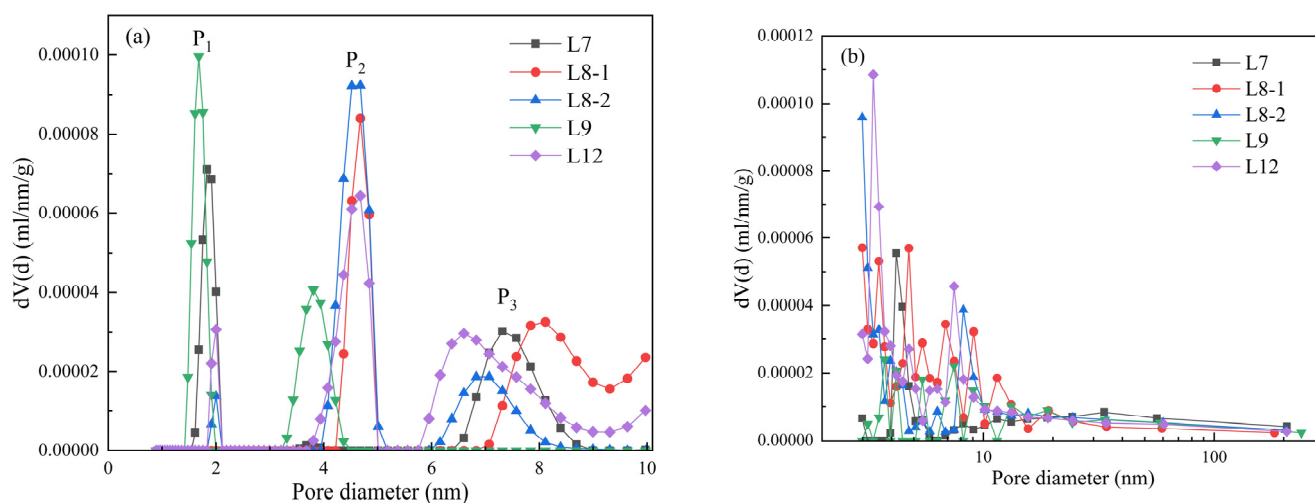 (a)
P1
P2
P3
L7
L8-1
L8-2
L9
L12
0.00010
0.00008
0.00006
0.00004
0.00002
0.00000
dV(d) (ml/nm/g)
0 2 4 6 8 10
Pore diameter (nm)
(b)
L7
L8-1
L8-2
L9
L12
0.00012
0.00010
0.00008
0.00006
0.00004
0.00002
0.00000
dV(d) (ml/nm/g)
10 100
Pore diameter (nm)